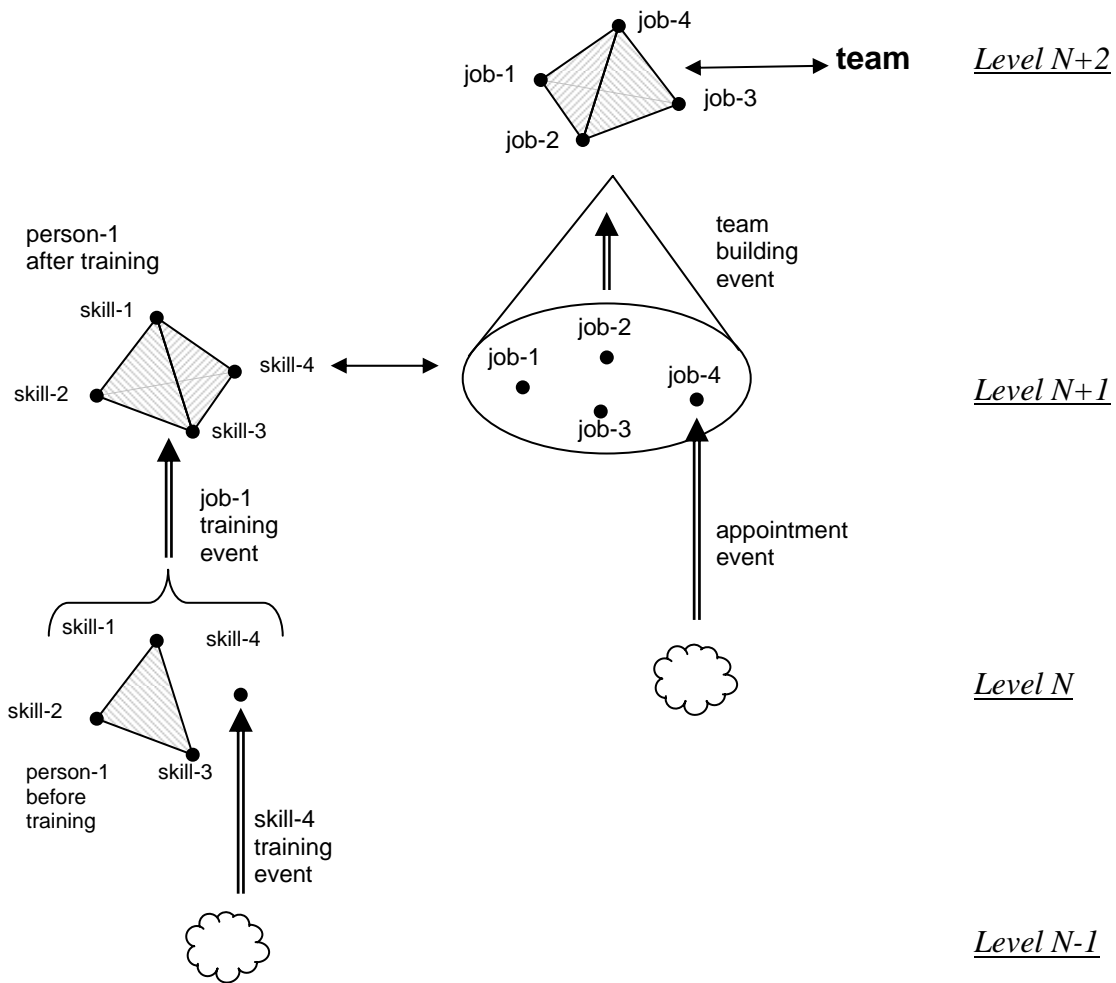 job-4
team
Level N+2
job-1
job-3
job-2
person-1
after training
team
building
event
skill-1
skill-4
skill-2
skill-3
job-2
job-1
job-4
job-3
Level N+1
job-1
training
event
appointment
event
skill-1
skill-4
skill-2
skill-3
Level N
person-1
before
training
skill-4
training
event
Level N-1